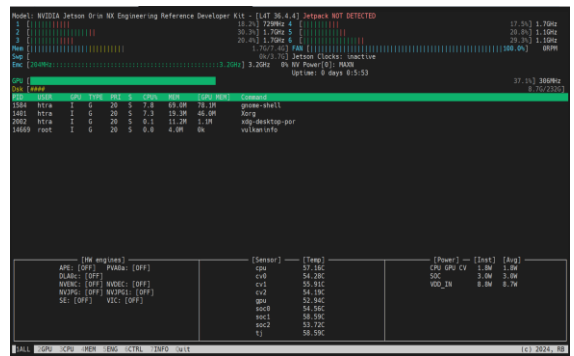 Model: NVIDIA Jetson Orin NX Engineering Reference Developer Kit - [L4T 36.4.4] Jetpack NOT DETECTED
1 [ 18.2%] 729MHz 4 [ 17.5%] 1.7GHz
2 [ 30.3%] 1.7GHz 5 [ 20.8%] 1.1GHz
3 [ 20.4%] 1.7GHz 6 [ 29.3%] 1.1GHz
Mem [ 1.7G/7.4G] FAN [ 100.0%] 0RPM
Swp [ 0k/3.7G] Jetson Clocks: inactive
Emc [204MHz 3.2GHz] 3.2GHz 0% NV Power[0]: MAXN
Uptime: 0 days 0:5:53
GPU [ 37.1%] 306MHz
Dsk [#### 8.7G/232G]
PID USER GPU TYPE PRI S CPU% MEM [GPU MEM] Command
1584 htra I G 20 S 7.8 69.0M 78.1M gnome-shell
1401 htra I G 20 S 7.3 19.3M 46.0M Xorg
2002 htra I G 20 S 0.1 11.2M 1.1M xdg-desktop-por
14669 root I G 20 S 0.0 4.0M 0k vulkaninfo
[HW engines] [Sensor] [Temp] [Power] [Inst] [Avg]
APE: [OFF] PVA0a: [OFF] cpu 57.16C CPU GPU CV 1.8W 1.8W
DLA0c: [OFF] cv0 54.28C SOC 3.0W 3.0W
NVENC: [OFF] NVDEC: [OFF] cv1 55.91C VDD_IN 8.8W 8.7W
NVJPG: [OFF] NVJPG1: [OFF] cv2 54.19C
SE: [OFF] VIC: [OFF] gpu 52.94C
soc0 54.56C
soc1 58.59C
soc2 53.72C
tj 58.59C
1ALL 2GPU 3CPU 4MEM 5ENG 6CTRL 7INFO Quit (c) 2024, RB